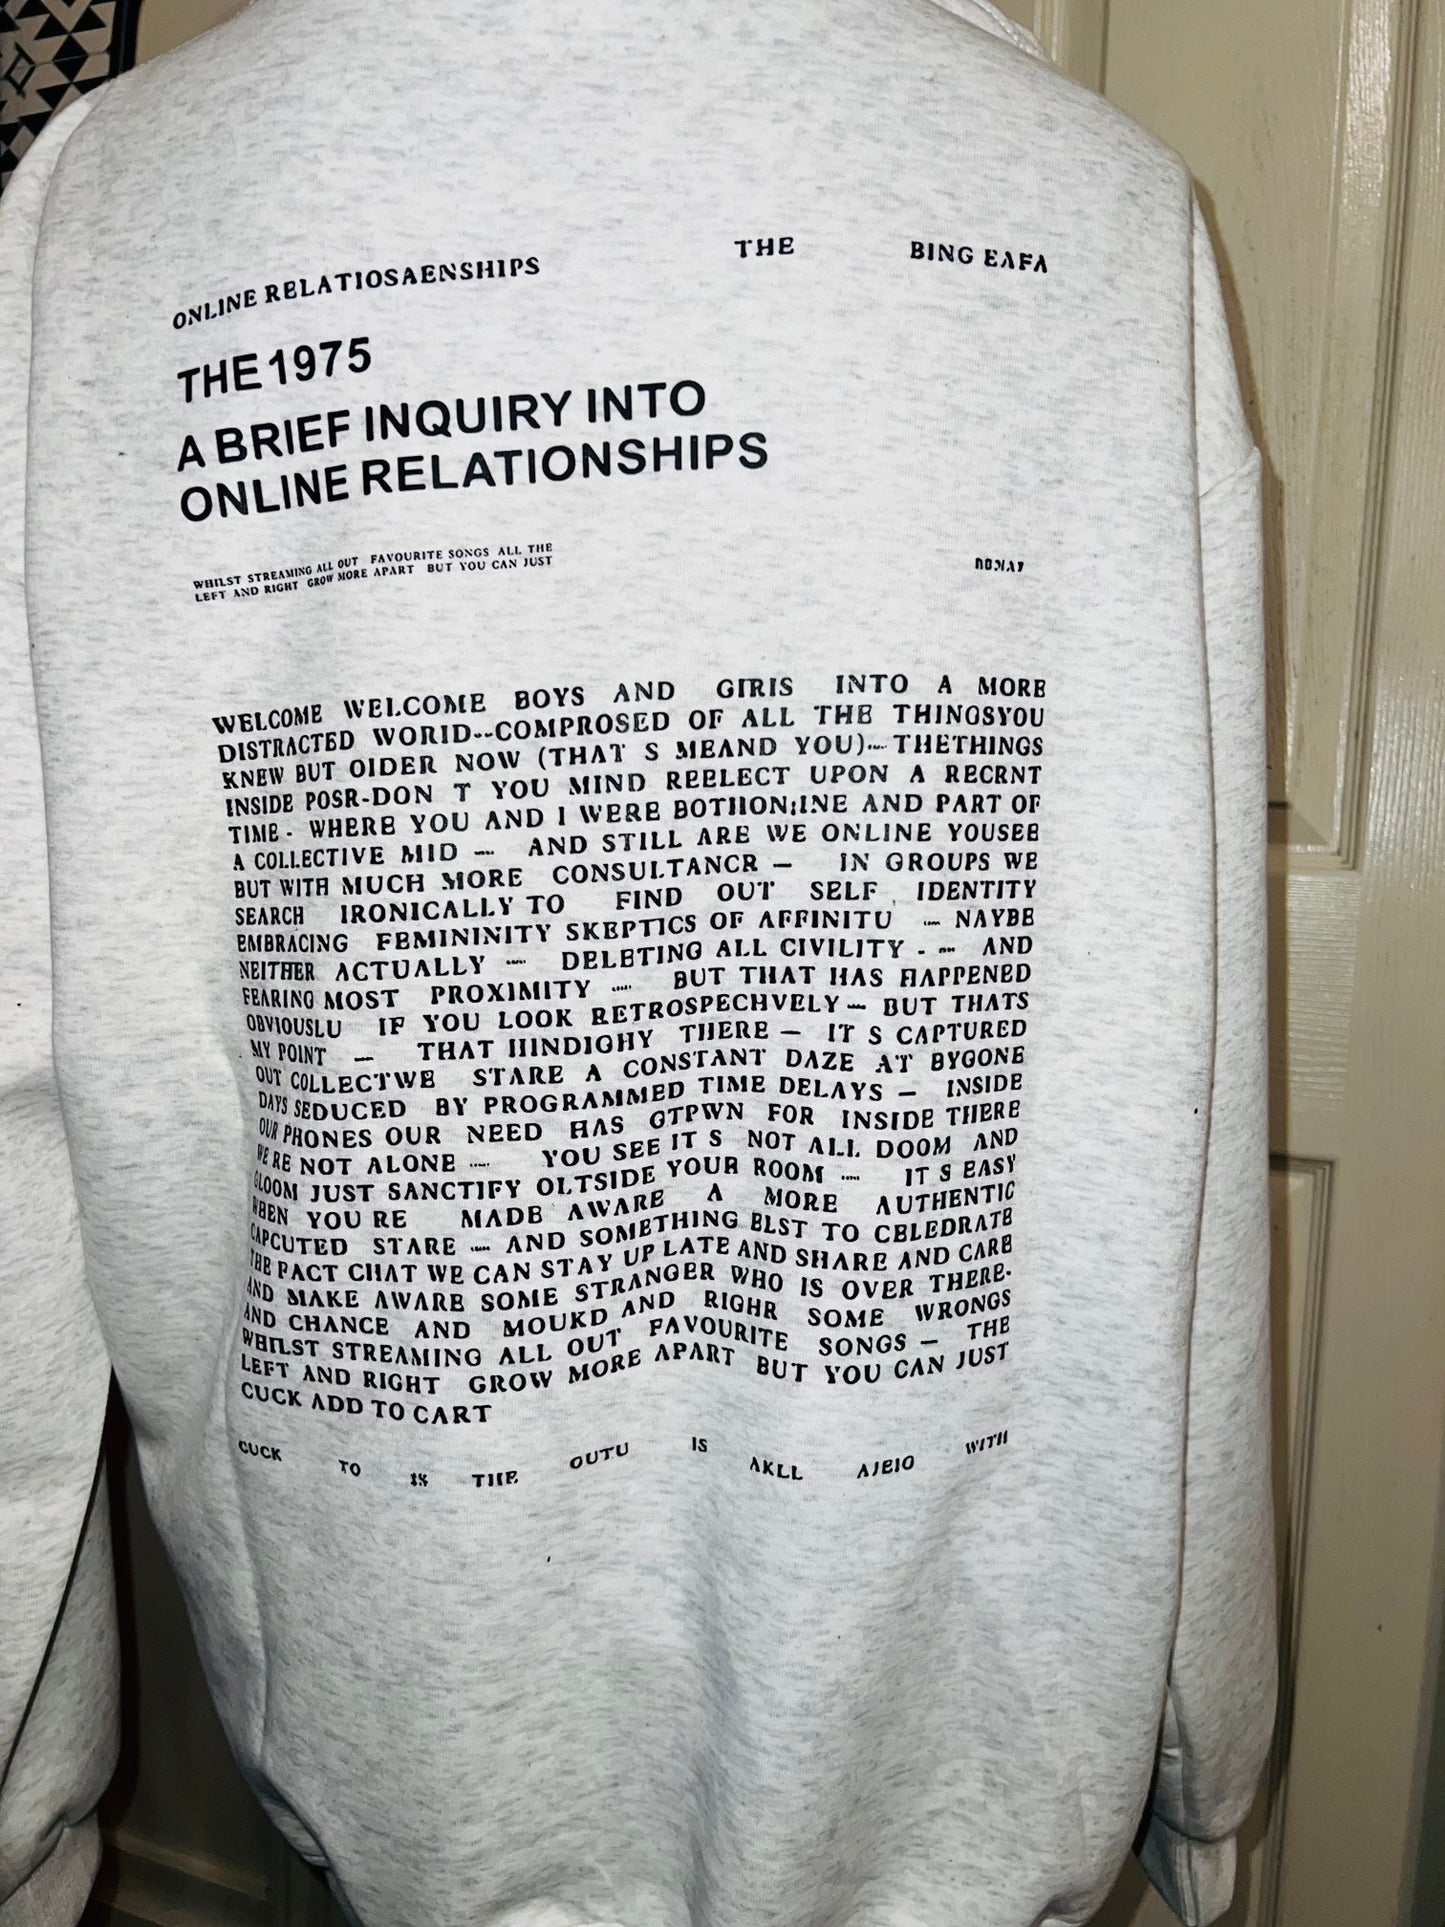 ONLINE RELATIOSAENSHIPS THE BING EAFA
THE 1975
A BRIEF INQUIRY INTO
ONLINE RELATIONSHIPS
WHILST STREAMING ALL OUT FAVOURITE SONGS ALL THE
LEFT AND RIGHT GROW MORE APART BUT YOU CAN JUST
WELCOME WELCOME BOYS AND GIRIS INTO A MORE
DISTRACTED WORID--COMPROSED OF ALL THE THINGSYOU
KNEW BUT OIDER NOW (THAT S MEAND YOU)--- THETHINGS
INSIDE POSR-DON T YOU MIND REELECT UPON A RECRNT
TIME - WHERE YOU AND I WERE BOTIION;INE AND PART OF
A COLLECTIVE MID --- AND STILL ARE WE ONLINE YOUSEE
BUT WITH MUCH MORE CONSULTANCR — IN GROUPS WE
SEARCH IRONICALLY TO FIND OUT SELF IDENTITY
EMBRACING FEMININITY SKEPTICS OF AFFINITU --- NAYBE
NEITHER ACTUALLY ---- DELETING ALL CIVILITY - --- AND
FEARING MOST PROXIMITY ---- BUT THAT HAS HAPPENED
OBVIOUSLU IF YOU LOOK RETROSPECHVELY --- BUT THATS
MY POINT — THAT IIINDIGHY THERE — IT S CAPTURED
OUT COLLECTWE STARE A CONSTANT DAZE AT BYGONE
DAYS SEDUCED BY PROGRAMMED TIME DELAYS — INSIDE
OUR PHONES OUR NEED HAS GTPWN FOR INSIDE THERE
WE RE NOT ALONE ---- YOU SEE IT S NOT ALL DOOM AND
GLOOM JUST SANCTIFY OLTSIDE YOUR ROOM ---- IT S EASY
WHEN YOU RE MADE AWARE A MORE AUTHENTIC
CAPCUTED STARE ---- AND SOMETHING ELST TO CELEDRATE
THE PACT CHAT WE CAN STAY UP LATE AND SHARE AND CARE
AND MAKE AWARE SOME STRANGER WHO IS OVER THERE-
AND CHANCE AND MOUKD AND RIGHR SOME WRONGS
WHILST STREAMING ALL OUT FAVOURITE SONGS — THE
LEFT AND RIGHT GROW MORE APART BUT YOU CAN JUST
CUCK ADD TO CART
CUCK TO THE OUTU IS AKLL AJEIO WITH